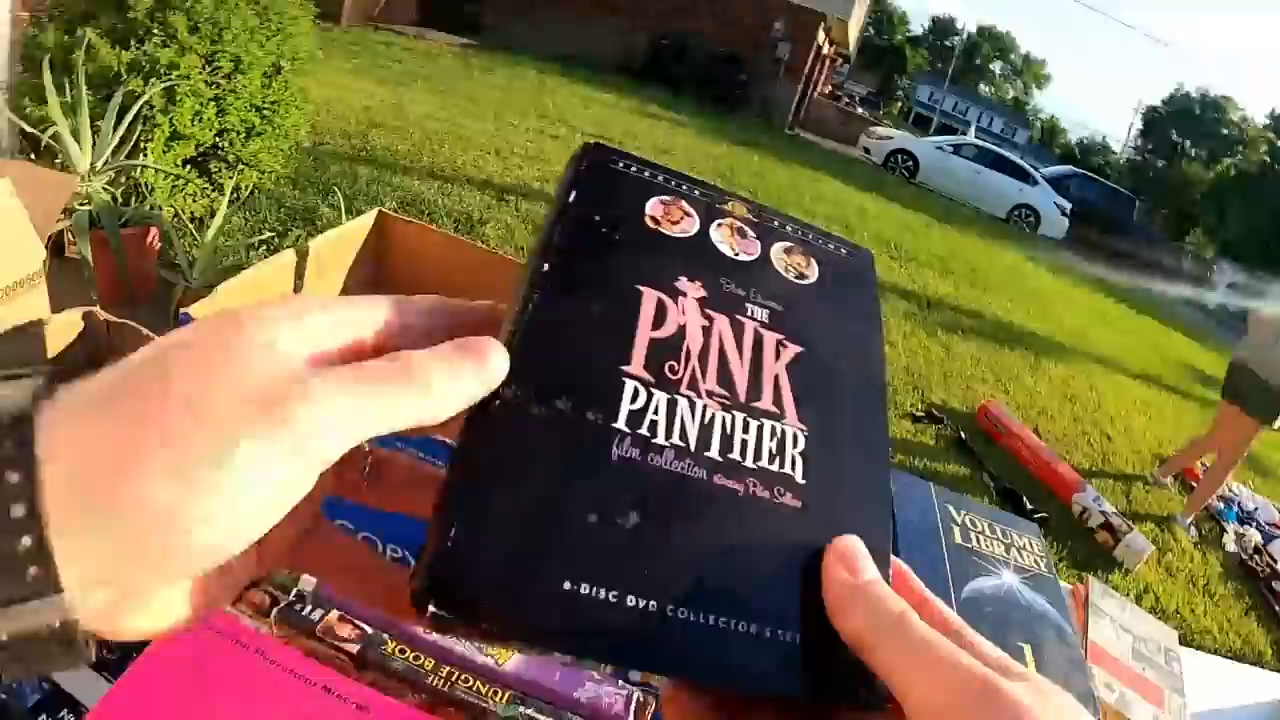 Blake Edwards
THE
PINK
PANTHER
film collection starring Peter Sellers
6-DISC DVD COLLECTOR'S SET
VOLUME
LIBRARY
1
THE
JUNGLE BOOK
COPY